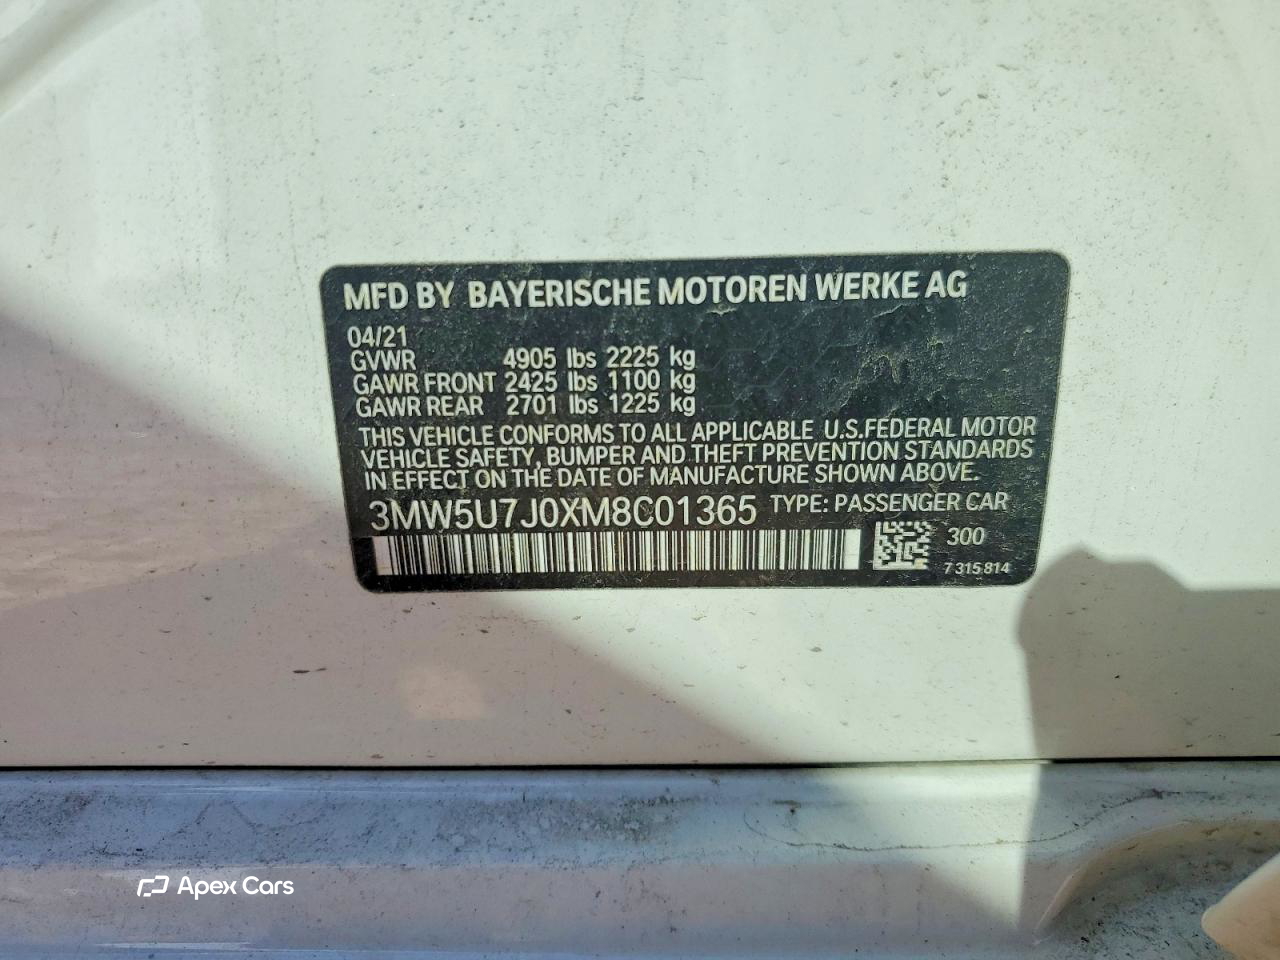 MFD BY BAYERISCHE MOTOREN WERKE AG
04/21
GVWR 4905 lbs 2225 kg
GAWR FRONT 2425 lbs 1100 kg
GAWR REAR 2701 lbs 1225 kg
THIS VEHICLE CONFORMS TO ALL APPLICABLE U.S.FEDERAL MOTOR
VEHICLE SAFETY, BUMPER AND THEFT PREVENTION STANDARDS
IN EFFECT ON THE DATE OF MANUFACTURE SHOWN ABOVE.
3MW5U7J0XM8C01365 TYPE: PASSENGER CAR
300
7 315 814
Apex Cars